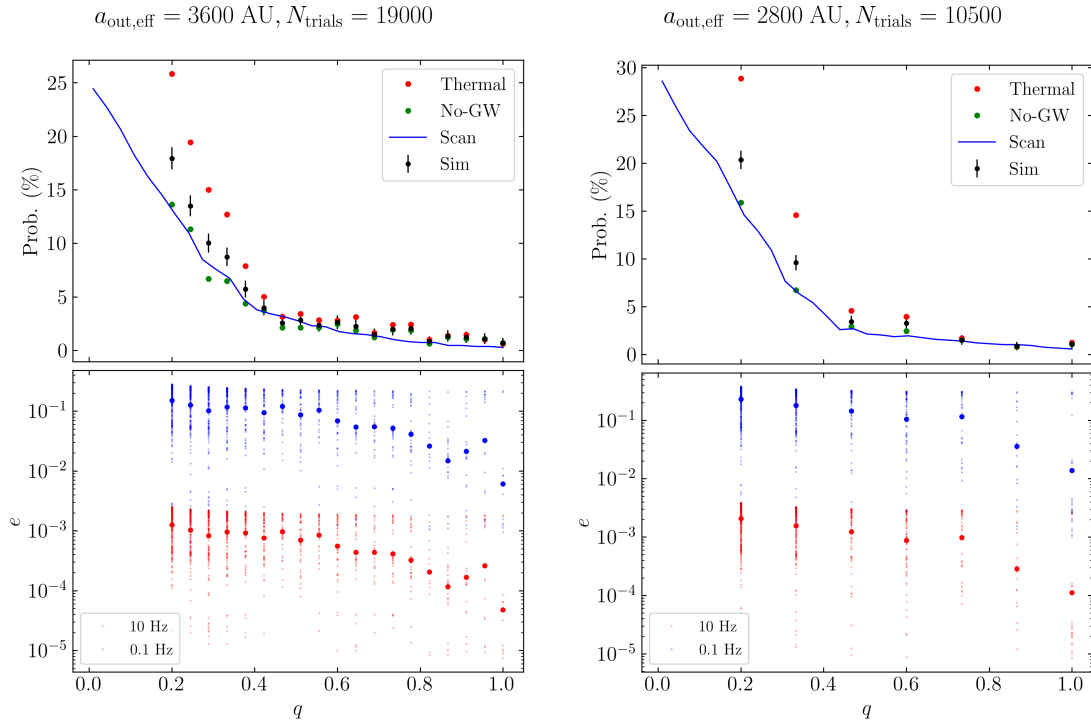 a_out,eff = 3600 AU, N_trials = 19000
a_out,eff = 2800 AU, N_trials = 10500
Prob. (%)
25
20
15
10
5
0
Thermal
No-GW
Scan
Sim
Prob. (%)
30
25
20
15
10
5
0
Thermal
No-GW
Scan
Sim
e
10⁻¹
10⁻²
10⁻³
10⁻⁴
10⁻⁵
10 Hz
0.1 Hz
0.0 0.2 0.4 0.6 0.8 1.0
q
e
10⁻¹
10⁻²
10⁻³
10⁻⁴
10⁻⁵
10 Hz
0.1 Hz
0.0 0.2 0.4 0.6 0.8 1.0
q